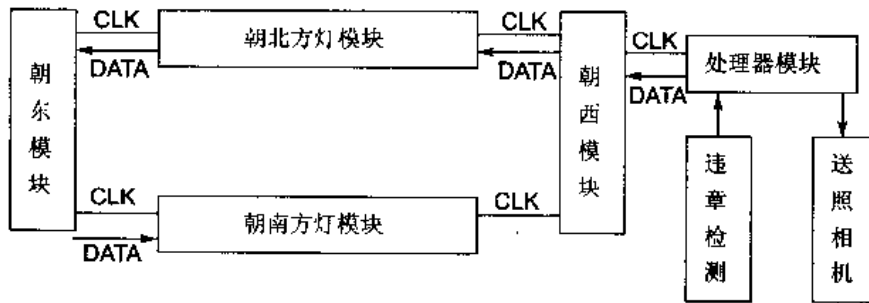 CLK
朝北方灯模块
CLK
DATA
DATA
朝东模块
朝西模块
CLK
DATA
处理器模块
CLK
朝南方灯模块
CLK
DATA
违章检测
送照相机